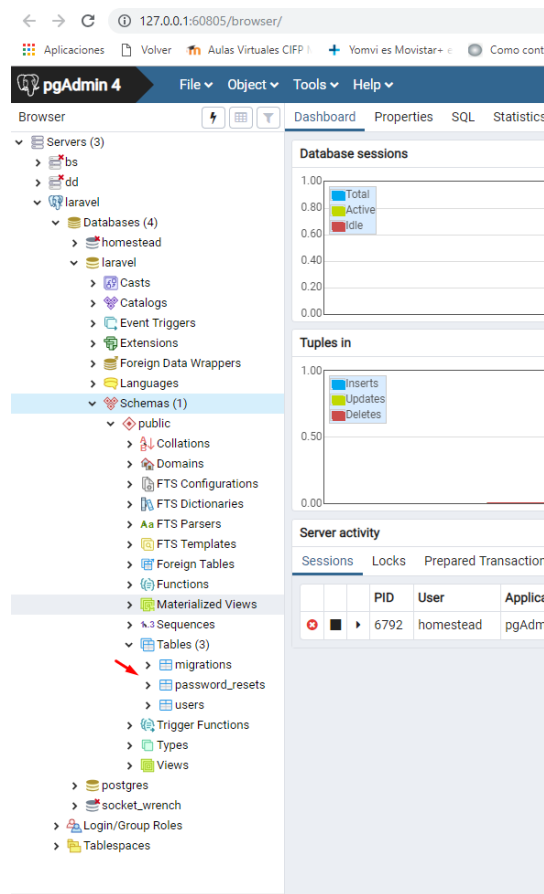 127.0.0.1:60805/browser/
Aplicaciones Volver Aulas Virtuales CIFP Yomvi es Movistar+ e Como cont
pgAdmin 4 File Object Tools Help
Browser Dashboard Properties SQL Statistics
Servers (3)
bs
dd
laravel
Databases (4)
homestead
laravel
Casts
Catalogs
Event Triggers
Extensions
Foreign Data Wrappers
Languages
Schemas (1)
public
Collations
Domains
FTS Configurations
FTS Dictionaries
Aa FTS Parsers
FTS Templates
Foreign Tables
Functions
Materialized Views
1..3 Sequences
Tables (3)
migrations
password_resets
users
Trigger Functions
Types
Views
postgres
socket_wrench
Login/Group Roles
Tablespaces
Database sessions
1.00
0.80
0.60
0.40
0.20
0.00
Total
Active
Idle
Tuples in
1.00
0.50
0.00
Inserts
Updates
Deletes
Server activity
Sessions Locks Prepared Transaction
PID User Applica
6792 homestead pgAdm